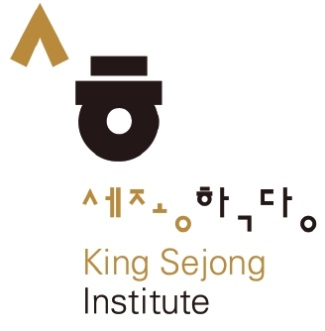 세종학당
King Sejong
Institute